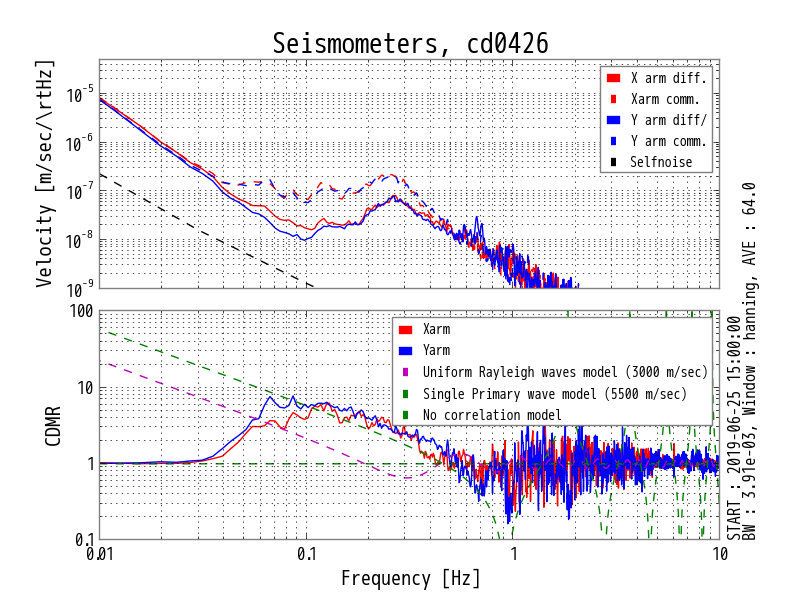 Seismometers, cd0426
Velocity [m/sec/\rtHz]
10^-5
10^-6
10^-7
10^-8
10^-9
X arm diff.
Xarm comm.
Y arm diff/
Y arm comm.
Selfnoise
CDMR
100
10
1
0.1
Xarm
Yarm
Uniform Rayleigh waves model (3000 m/sec)
Single Primary wave model (5500 m/sec)
No correlation model
0.01
0.1
1
10
Frequency [Hz]
START : 2019-06-25 15:00:00
BW : 3.91e-03, Window : hanning, AVE : 64.0